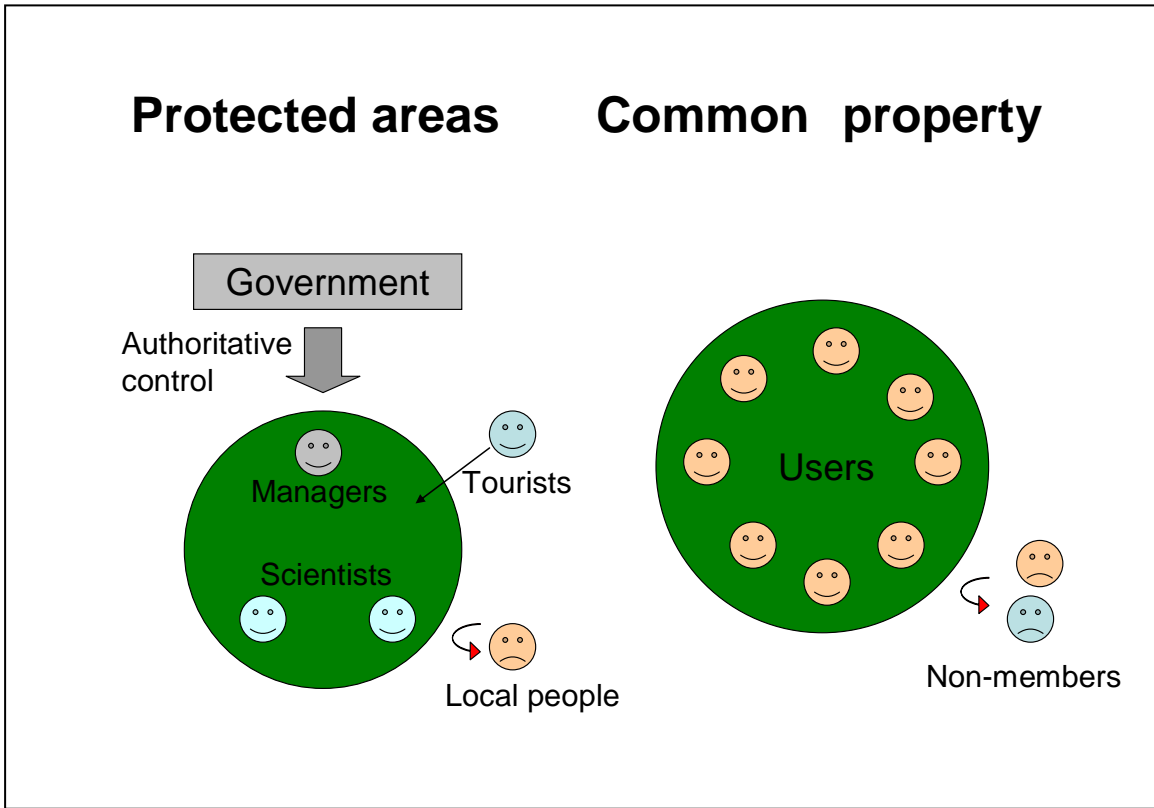 Protected areas
Common property
Government
Authoritative
control
Managers
Tourists
Scientists
Local people
Users
Non-members